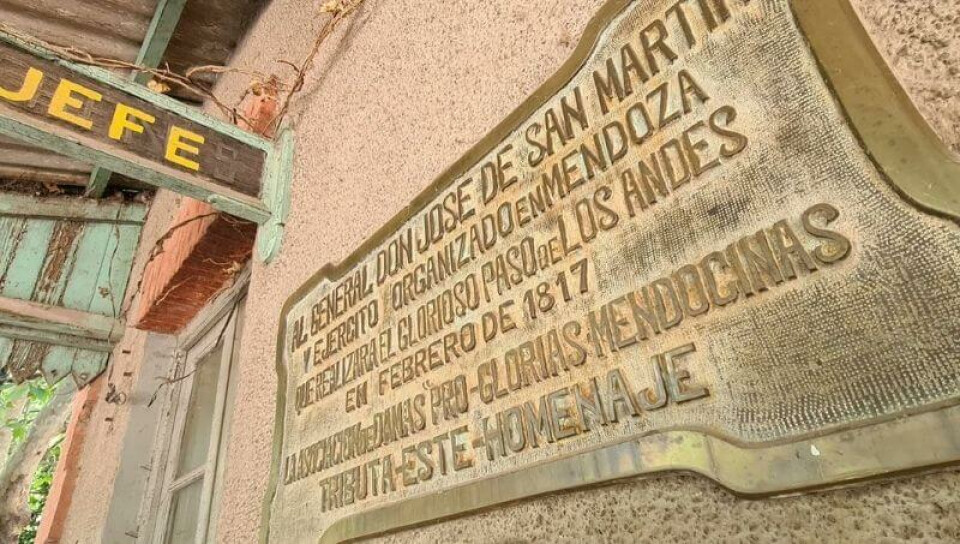 JEFE
AL GENERAL DON JOSE DE SAN MARTIN
Y EJERCITO ORGANIZADO EN MENDOZA
QUE REALIZARA EL GLORIOSO PASO DE LOS ANDES
EN FEBRERO DE 1817
LA ASOCIACION DE DAMAS PRO-GLORIAS MENDOCINAS
TRIBUTA-ESTE-HOMENAJE